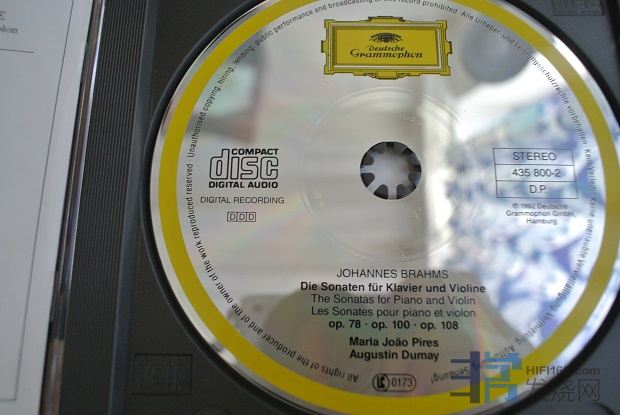 Deutsche
Grammophon
Unauthorised copying, hiring, lending, public performance and broadcasting of this record prohibited.
All rights of the producer and of the owner of the work reproduced reserved
COMPACT
disc
DIGITAL AUDIO
DIGITAL RECORDING
DDD
STEREO
435 800-2
D.P.
℗ 1992 Deutsche
Grammophon GmbH,
Hamburg
JOHANNES BRAHMS
Die Sonaten für Klavier und Violine
The Sonatas for Piano and Violin
Les Sonates pour piano et violon
op. 78 · op. 100 · op. 108
Maria João Pires
Augustin Dumay
LC 0173
发烧网